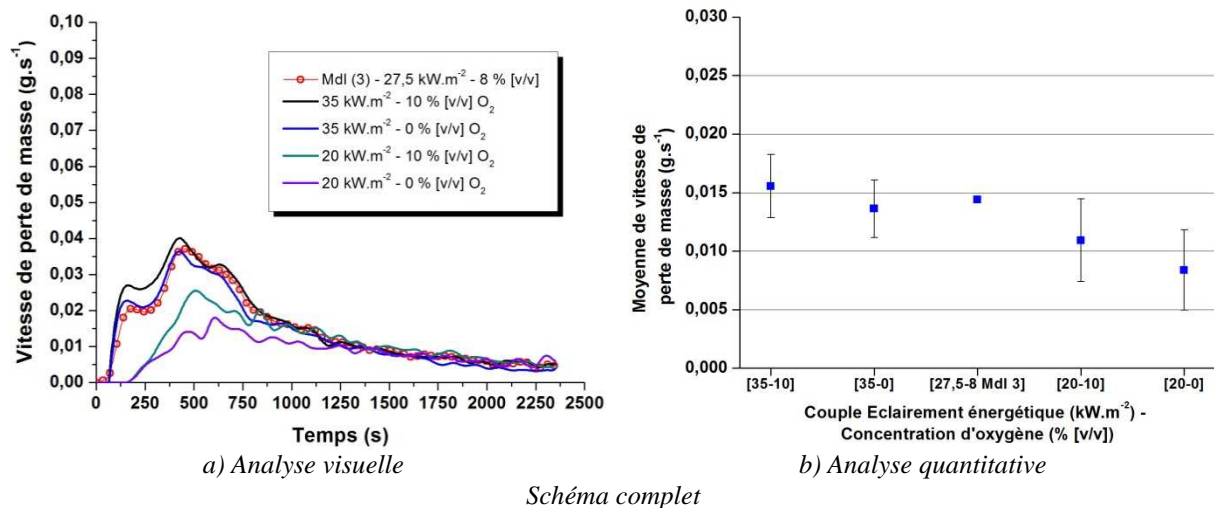 Vitesse de perte de masse (g.s⁻¹)
0,10
0,09
0,08
0,07
0,06
0,05
0,04
0,03
0,02
0,01
0,00
Mdl (3) - 27,5 kW.m⁻² - 8 % [v/v]
35 kW.m⁻² - 10 % [v/v] O₂
35 kW.m⁻² - 0 % [v/v] O₂
20 kW.m⁻² - 10 % [v/v] O₂
20 kW.m⁻² - 0 % [v/v] O₂
0 250 500 750 1000 1250 1500 1750 2000 2250 2500
Temps (s)
a) Analyse visuelle
Moyenne de vitesse de
perte de masse (g.s⁻¹)
0,030
0,025
0,020
0,015
0,010
0,005
0,000
[35-10] [35-0] [27,5-8 Mdl 3] [20-10] [20-0]
Couple Eclairement énergétique (kW.m⁻²) -
Concentration d'oxygène (% [v/v])
b) Analyse quantitative
Schéma complet